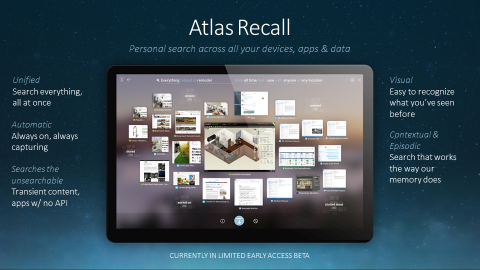 Atlas Recall
Personal search across all your devices, apps & data
Unified
Search everything,
all at once
Automatic
Always on, always
capturing
Searches the
unsearchable
Transient content,
apps w/ no API
Visual
Easy to recognize
what you've seen
before
Contextual &
Episodic
Search that works
the way our
memory does
CURRENTLY IN LIMITED EARLY ACCESS BETA